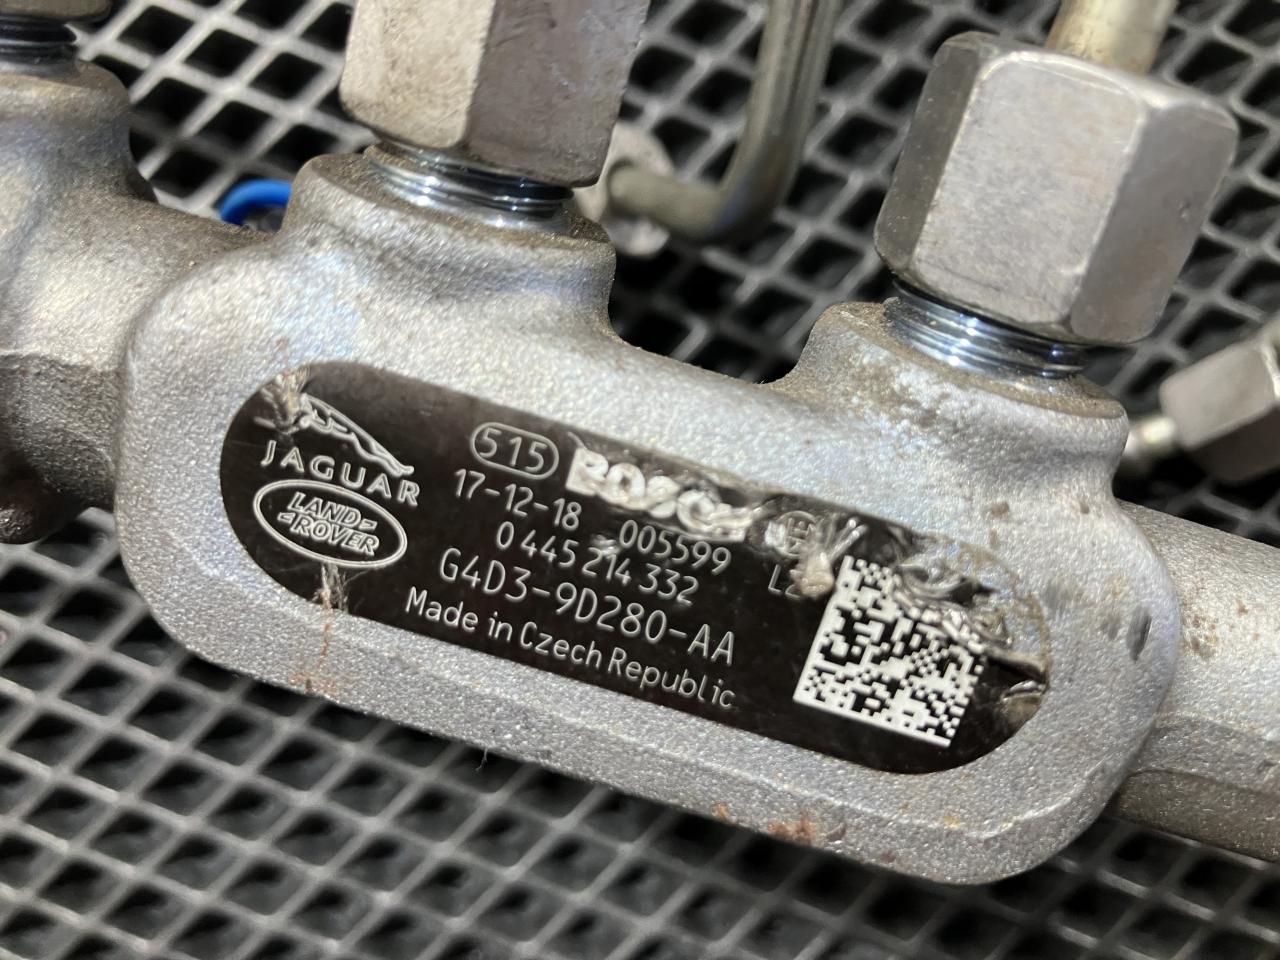 JAGUAR
LAND-
-ROVER
515 BOSCH
17-12-18 005599
0 445 214 332
G4D3-9D280-AA
Made in Czech Republic